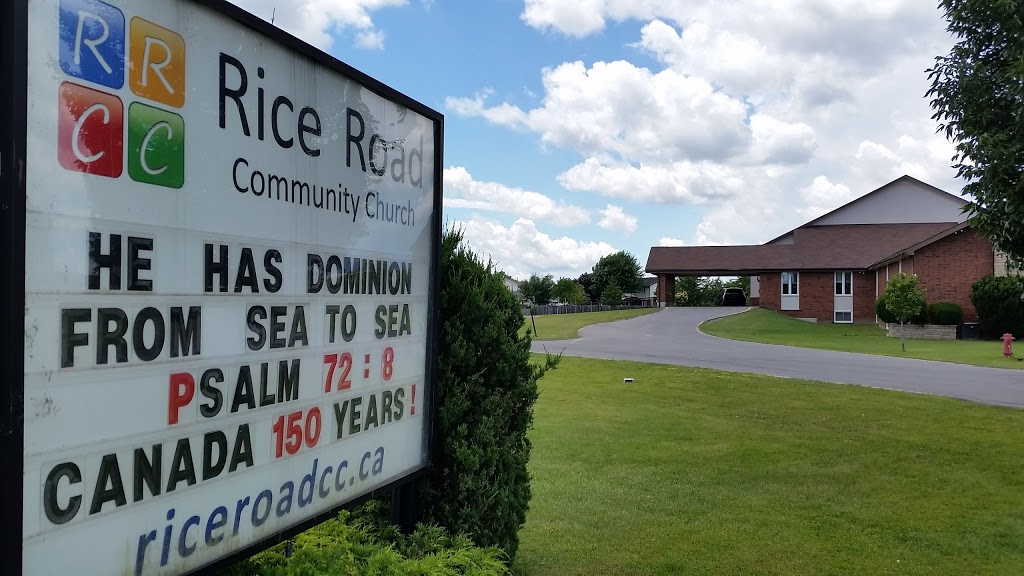 R R
C C
Rice Road
Community Church
HE HAS DOMINION
FROM SEA TO SEA
PSALM 72:8
CANADA 150 YEARS!
riceroadcc.ca